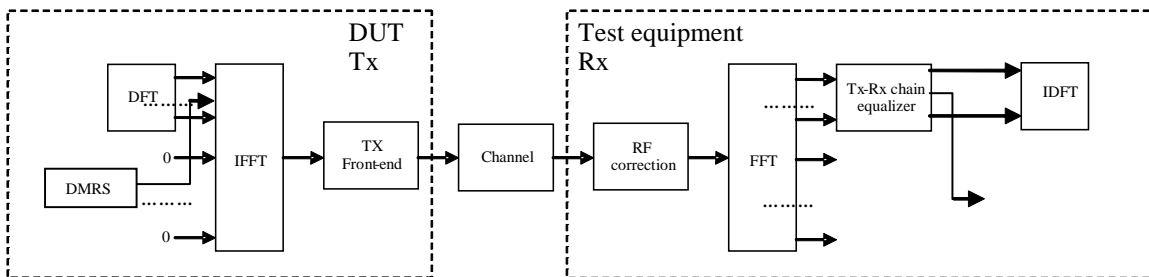 DUT
Tx
DFT
………
0
DMRS
………
0
IFFT
TX
Front-end
Channel
Test equipment
Rx
RF
correction
FFT
………
………
Tx-Rx chain
equalizer
IDFT